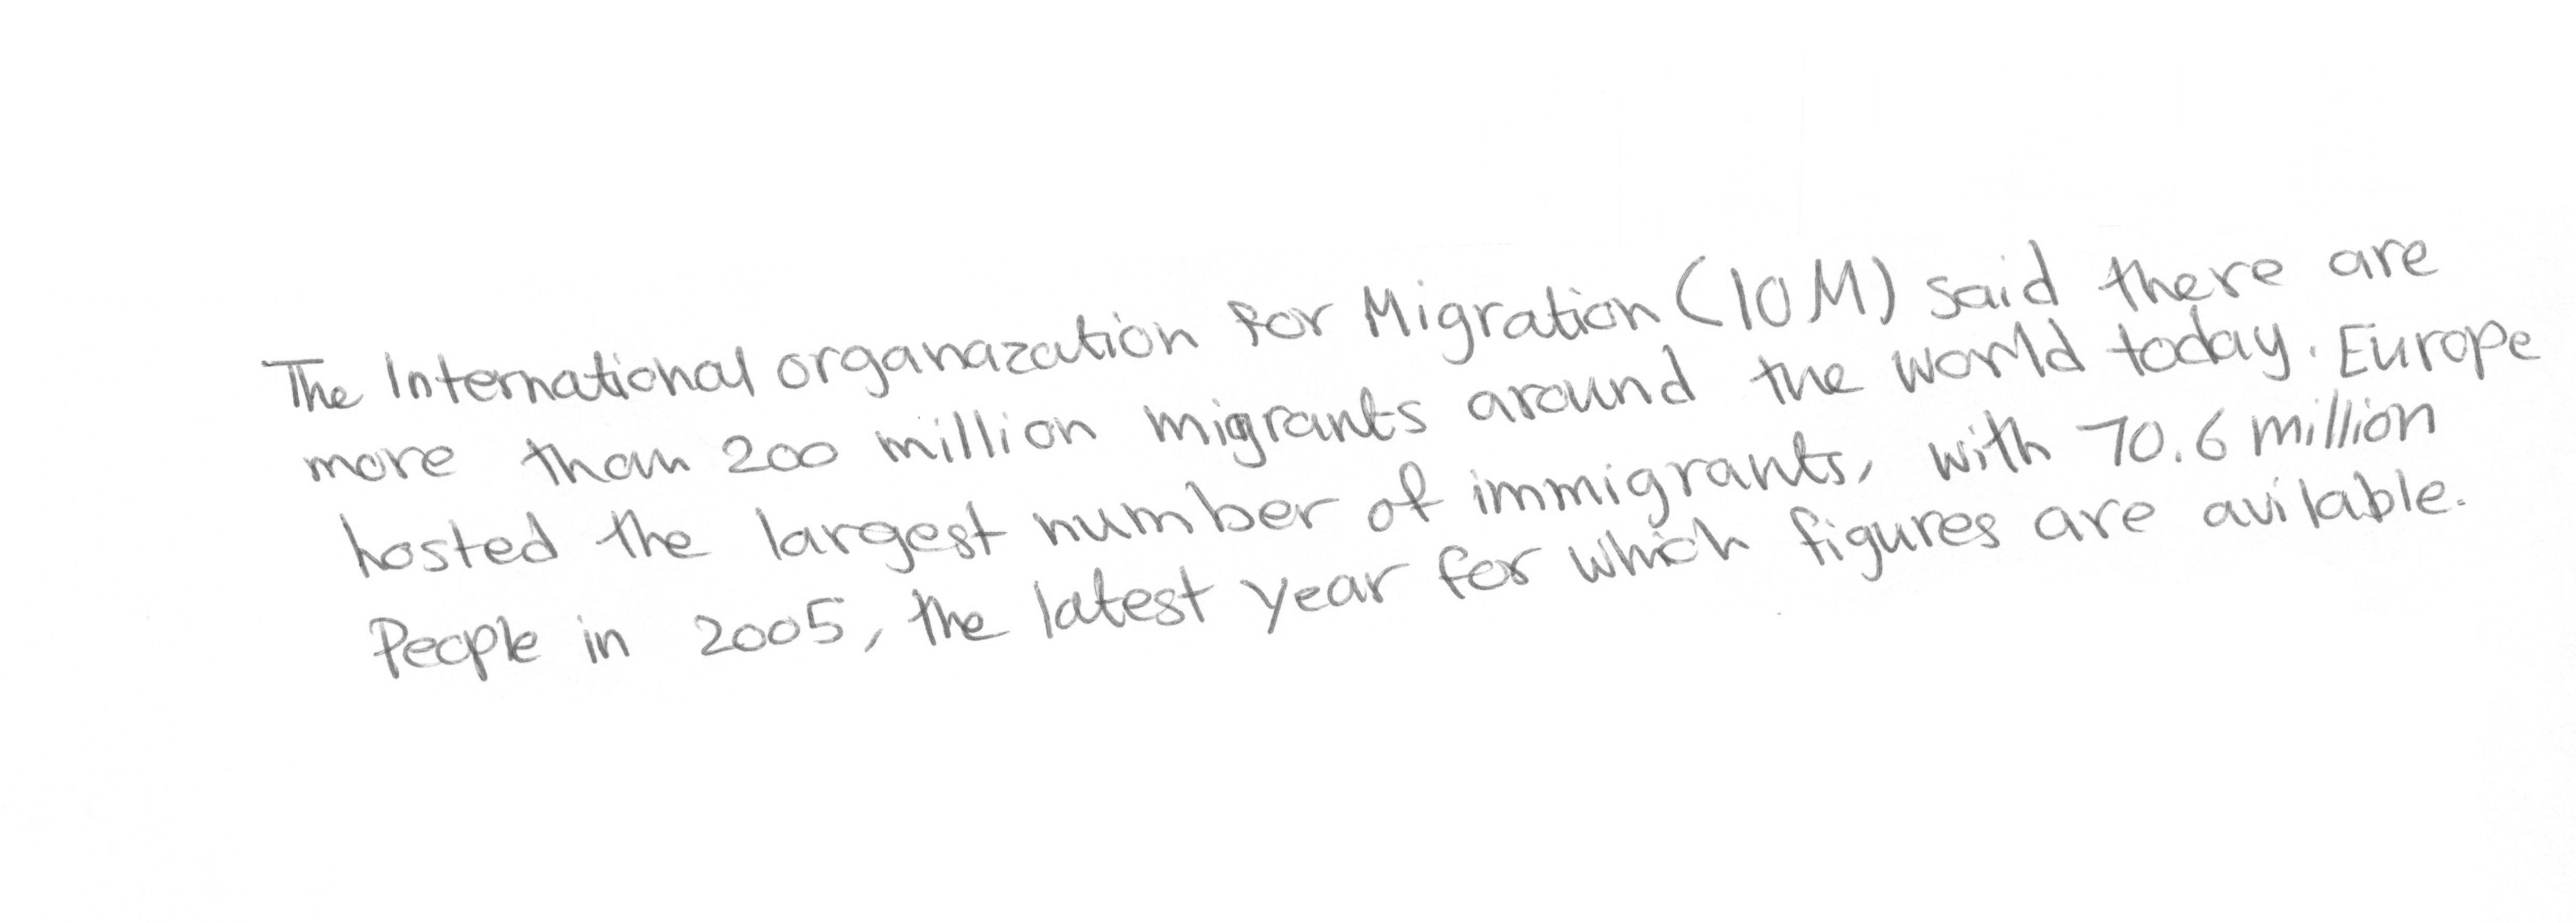 The International organazation for Migration (IOM) said there are
more than 200 million migrants around the world today. Europe
hosted the largest number of immigrants, with 70.6 million
People in 2005, the latest year for which figures are avilable.